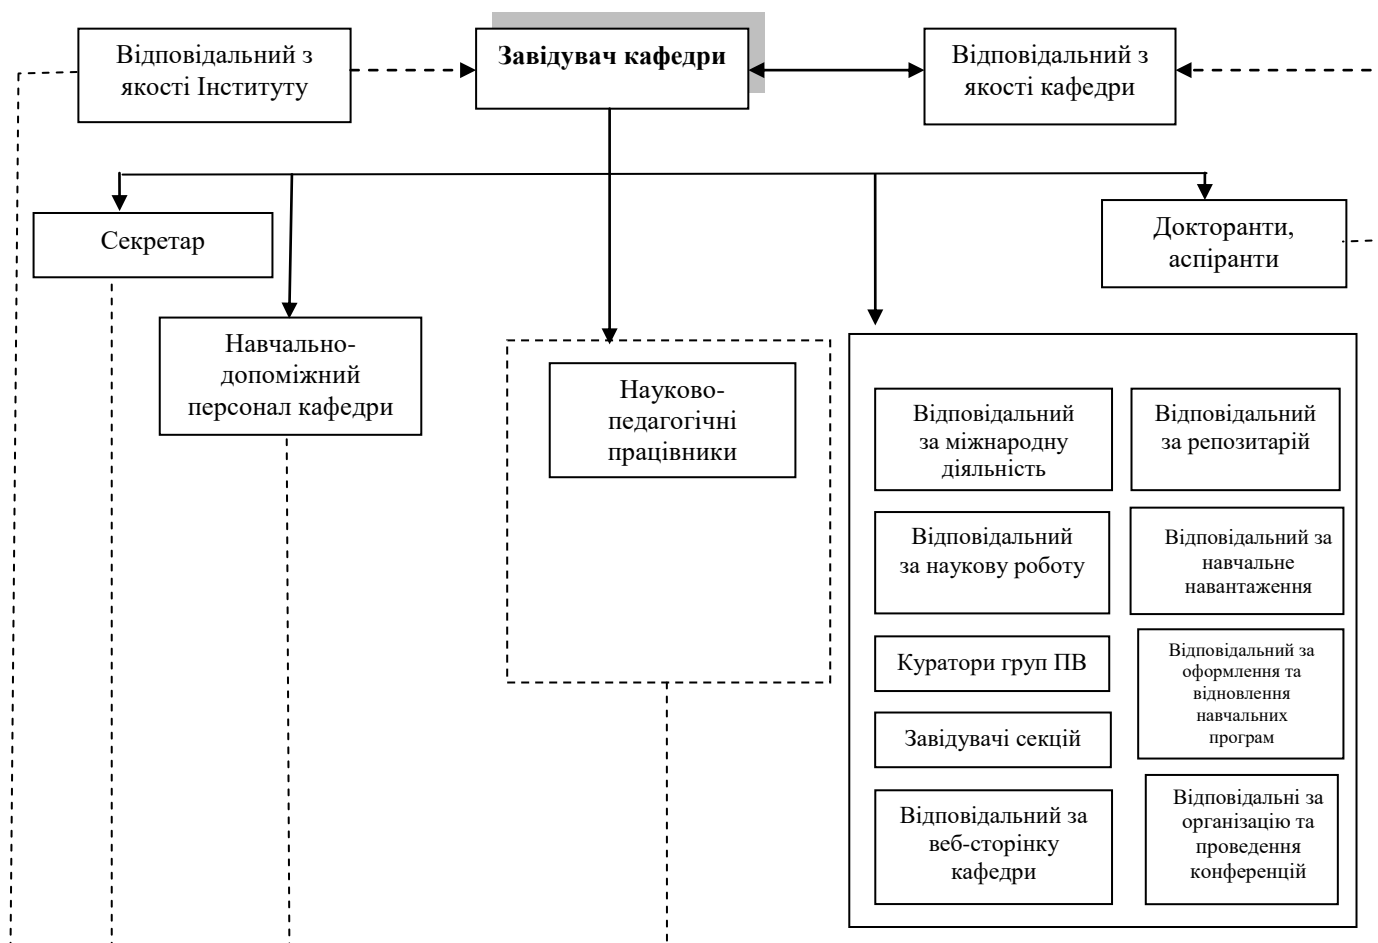 Відповідальний з
якості Інституту
Завідувач кафедри
Відповідальний з
якості кафедри
Секретар
Докторанти,
аспіранти
Навчально-
допоміжний
персонал кафедри
Науково-
педагогічні
працівники
Відповідальний
за міжнародну
діяльність
Відповідальний
за репозитарій
Відповідальний
за наукову роботу
Відповідальний за
навчальне
навантаження
Куратори груп ПВ
Відповідальний за
оформлення та
відновлення
навчальних
програм
Завідувачі секцій
Відповідальний за
веб-сторінку
кафедри
Відповідальні за
організацію та
проведення
конференцій